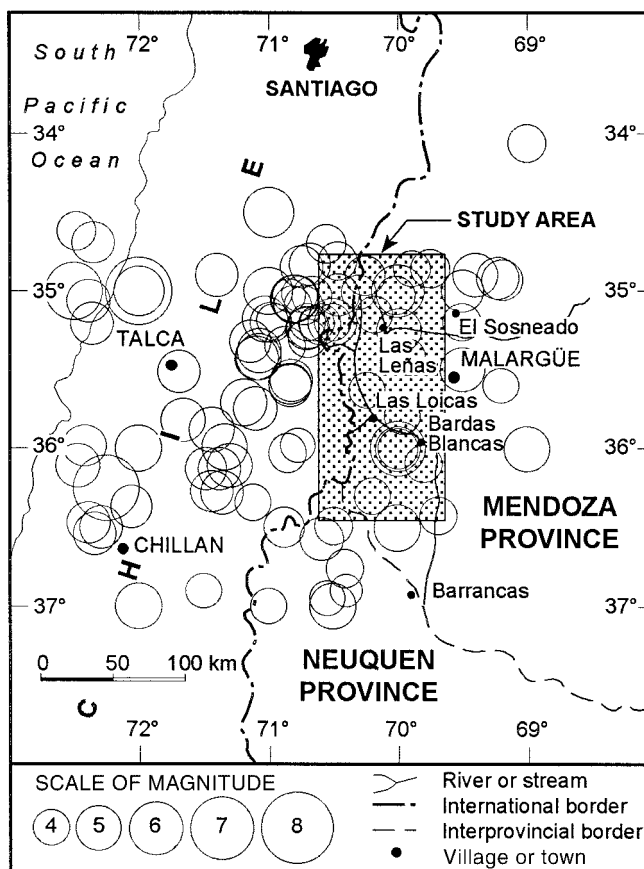 72° 71° 70° 69°
South
Pacific
Ocean
SANTIAGO
34° 34°
STUDY AREA
35° 35°
El Sosneado
TALCA
Las
Leñas
MALARGÜE
Las Loicas
Bardas
Blancas
36° 36°
MENDOZA
PROVINCE
CHILLAN
CHILE
37° 37°
Barrancas
0 50 100 km
NEUQUEN
PROVINCE
72° 71° 70° 69°
SCALE OF MAGNITUDE
4 5 6 7 8
River or stream
International border
Interprovincial border
Village or town